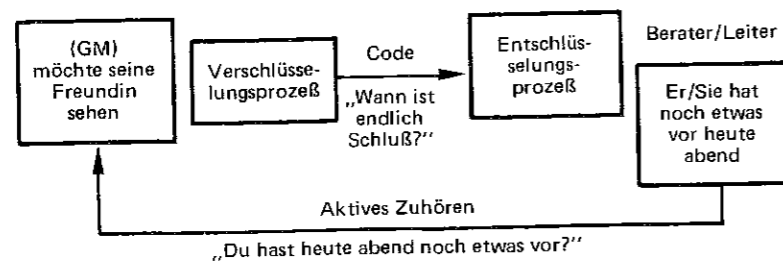 (GM)
möchte seine
Freundin
sehen
Verschlüsse-
lungsprozeß
Code
„Wann ist
endlich
Schluß?"
Entschlüs-
selungs-
prozeß
Berater/Leiter
Er/Sie hat
noch etwas
vor heute
abend
Aktives Zuhören
„Du hast heute abend noch etwas vor?"